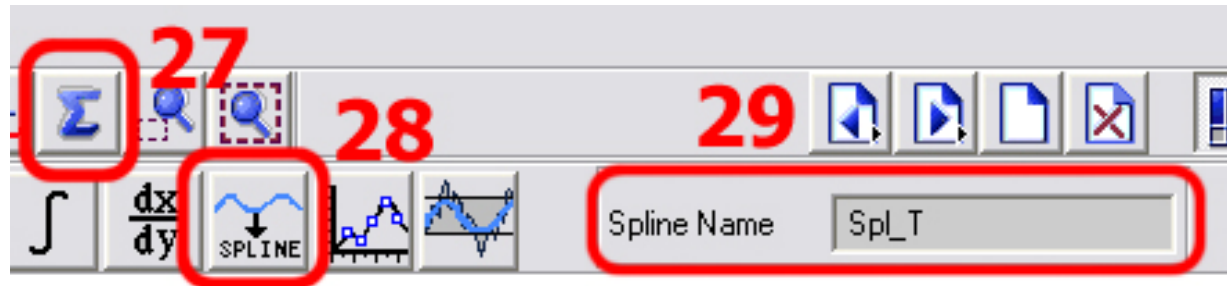 27
Σ
28
29
∫
dx
dy
SPLINE
Spline Name Spl_T